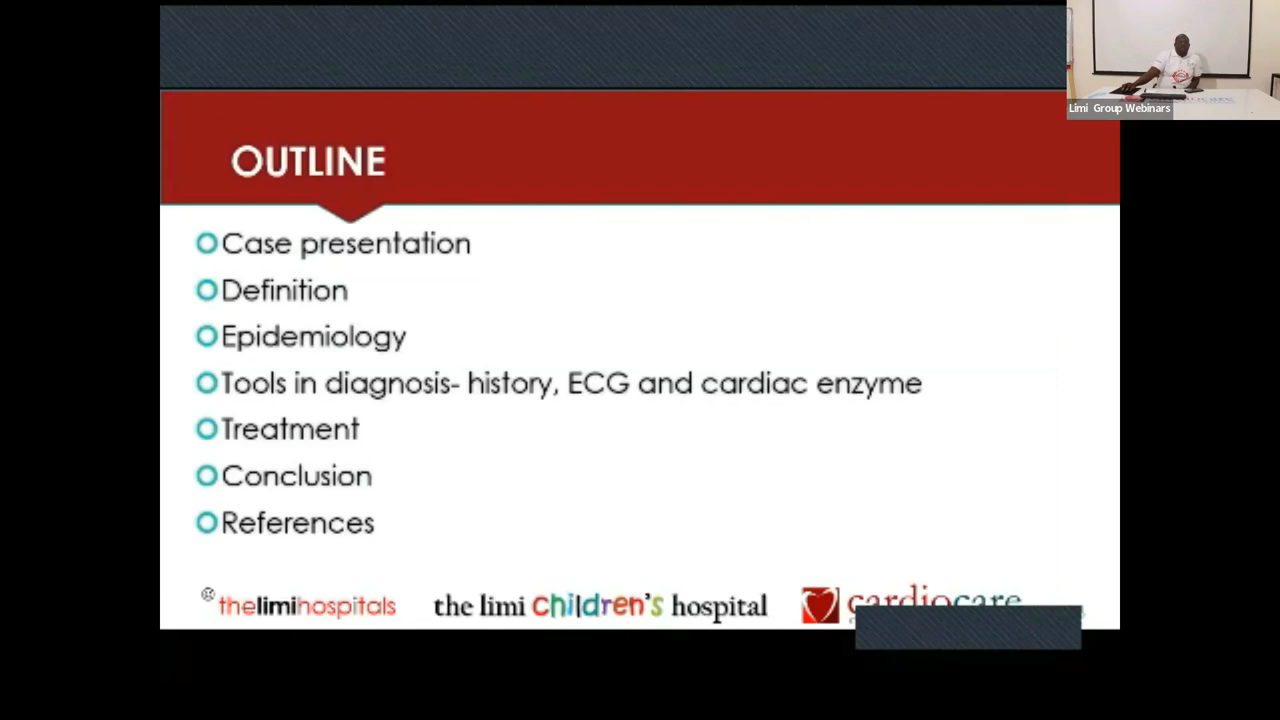 Limi Group Webinars
OUTLINE
Case presentation
Definition
Epidemiology
Tools in diagnosis- history, ECG and cardiac enzyme
Treatment
Conclusion
References
thelimihospitals
the limi children's hospital
cardiocare